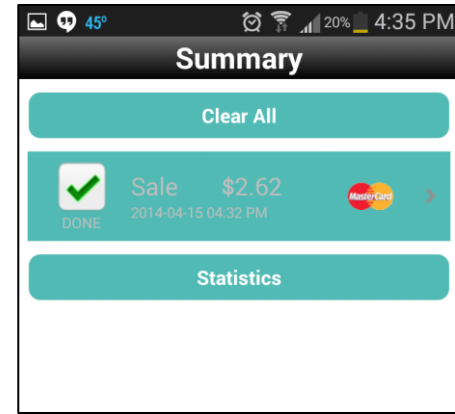 45° 20% 4:35 PM
Summary
Clear All
Sale $2.62
MasterCard
DONE 2014-04-15 04:32 PM
Statistics